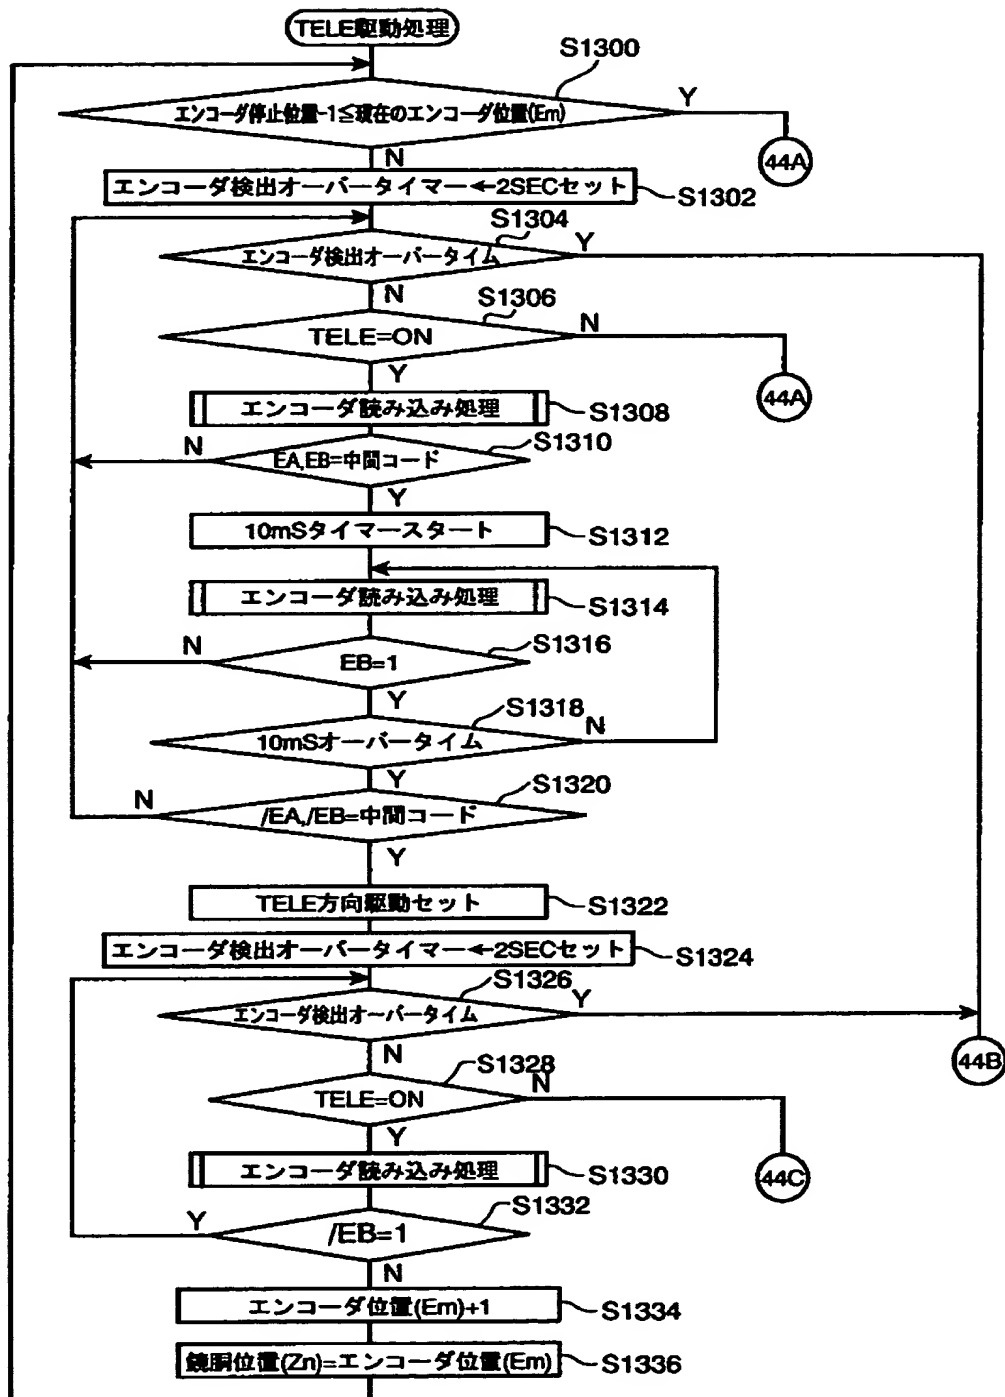 TELE駆動処理
S1300
エンコーダ停止位置-1≦現在のエンコーダ位置(Em)
Y
44A
N
エンコーダ検出オーバータイマー←2SECセット
S1302
S1304
エンコーダ検出オーバータイム
Y
N
S1306
TELE=ON
N
44A
Y
エンコーダ読み込み処理
S1308
S1310
N
EA,EB=中間コード
Y
10mSタイマースタート
S1312
エンコーダ読み込み処理
S1314
S1316
N
EB=1
Y
S1318
10mSオーバータイム
N
Y
S1320
N
/EA,/EB=中間コード
Y
TELE方向駆動セット
S1322
エンコーダ検出オーバータイマー←2SECセット
S1324
S1326
エンコーダ検出オーバータイム
Y
N
44B
S1328
TELE=ON
N
Y
エンコーダ読み込み処理
S1330
44C
S1332
Y
/EB=1
N
エンコーダ位置(Em)+1
S1334
鏡胴位置(Zn)=エンコーダ位置(Em)
S1336